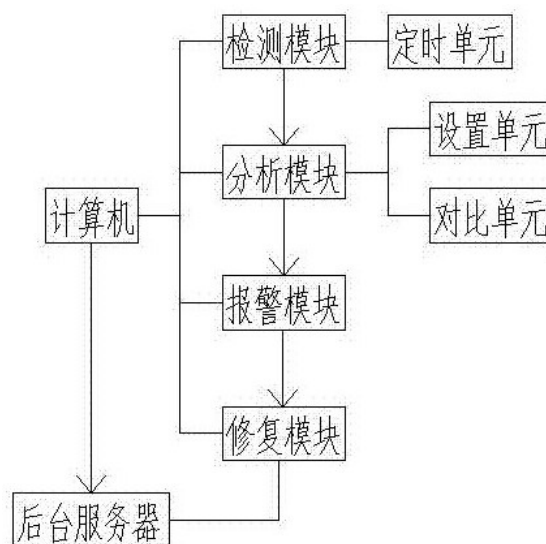 检测模块
定时单元
设置单元
分析模块
计算机
对比单元
报警模块
修复模块
后台服务器